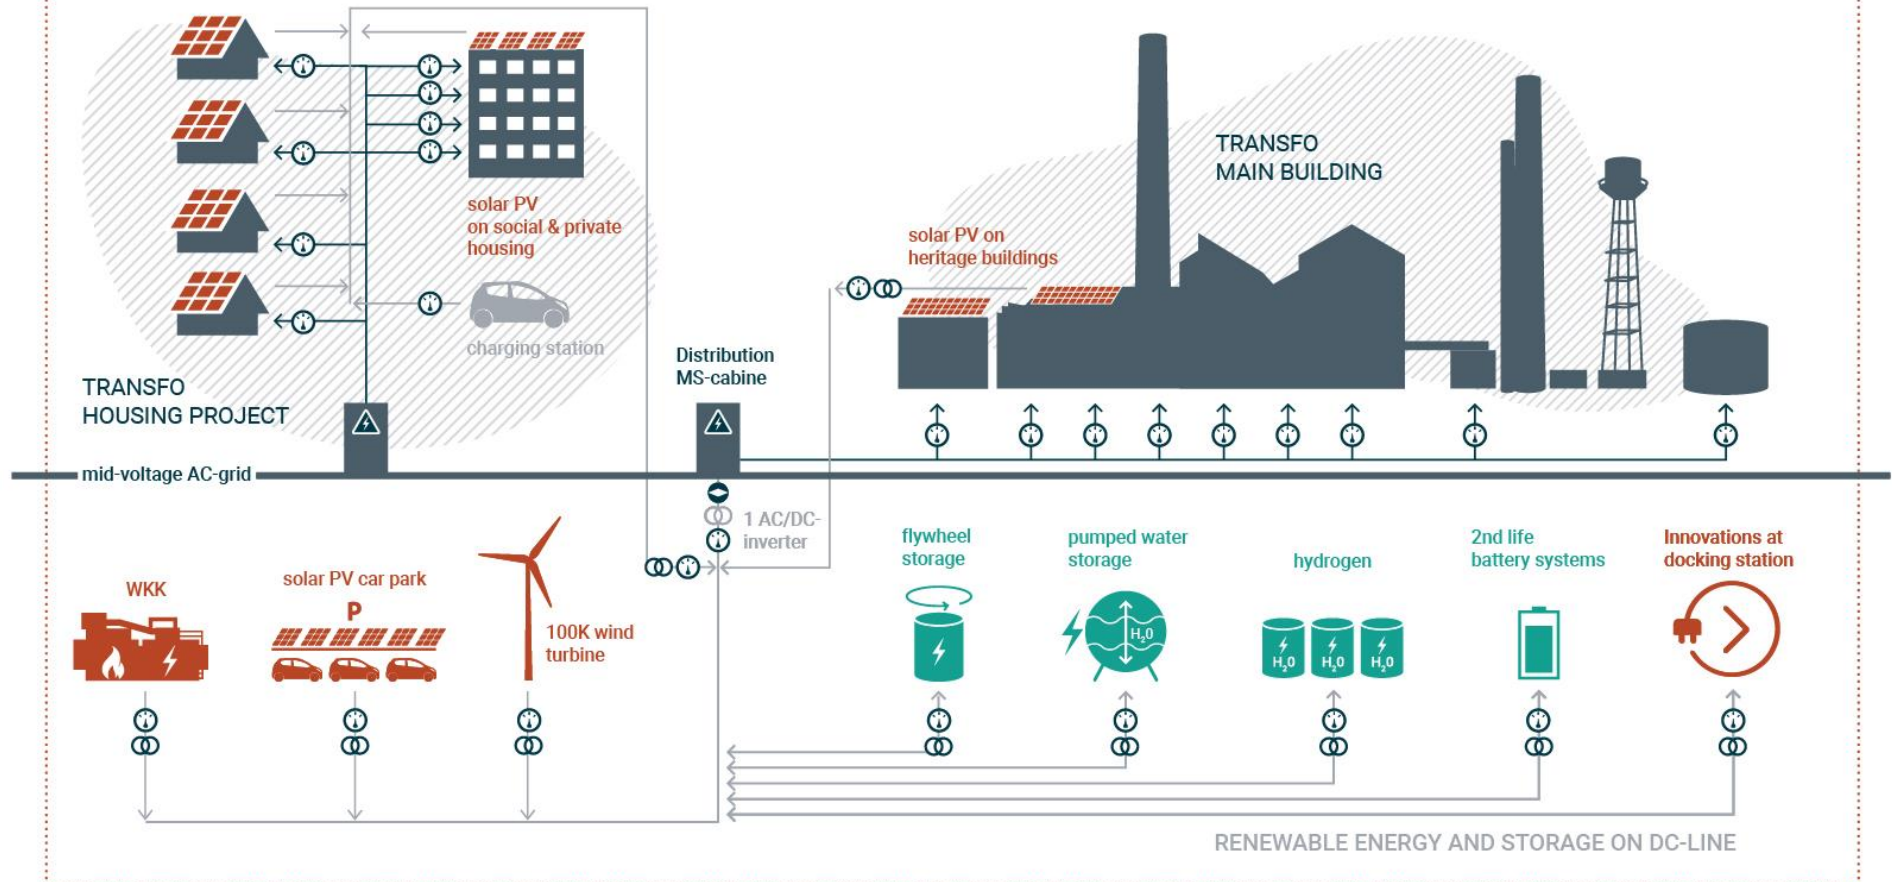 solar PV
on social & private
housing
charging station
TRANSFO
HOUSING PROJECT
mid-voltage AC-grid
Distribution
MS-cabine
TRANSFO
MAIN BUILDING
solar PV on
heritage buildings
1 AC/DC-
inverter
WKK
solar PV car park
P
100K wind
turbine
flywheel
storage
pumped water
storage
H₂0
hydrogen
H₂0
H₂0
H₂0
2nd life
battery systems
Innovations at
docking station
RENEWABLE ENERGY AND STORAGE ON DC-LINE